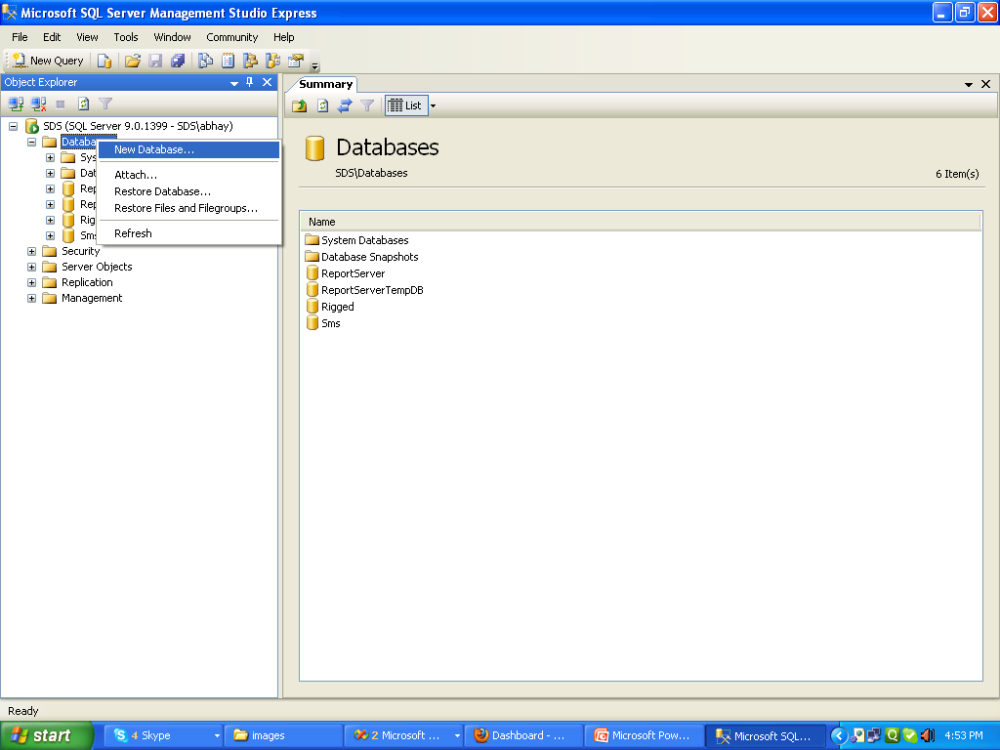 Microsoft SQL Server Management Studio Express
File Edit View Tools Window Community Help
New Query
Object Explorer
SDS (SQL Server 9.0.1399 - SDS\abhay)
Databa
New Database...
Sys
Attach...
Dat
Restore Database...
Rep
Restore Files and Filegroups...
Rep
Rig
Refresh
Sms
Security
Server Objects
Replication
Management
Summary
List
Databases
SDS\Databases
6 Item(s)
Name
System Databases
Database Snapshots
ReportServer
ReportServerTempDB
Rigged
Sms
Ready
start
4 Skype
images
2 Microsoft ...
Dashboard - ...
Microsoft Pow...
Microsoft SQL...
4:53 PM